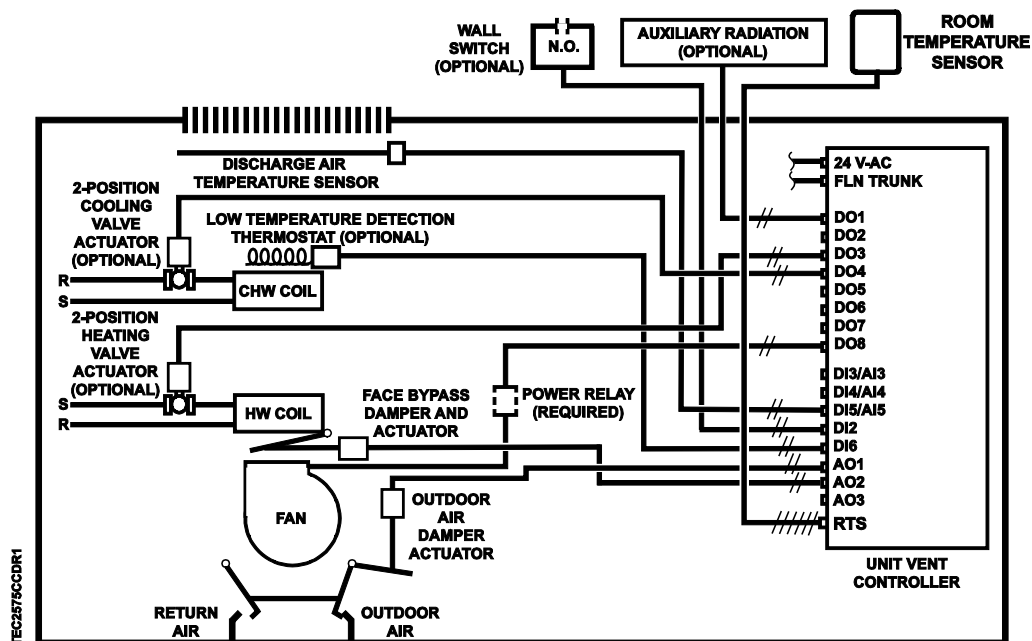 WALL
SWITCH
(OPTIONAL)
N.O.
AUXILIARY RADIATION
(OPTIONAL)
ROOM
TEMPERATURE
SENSOR
DISCHARGE AIR
TEMPERATURE SENSOR
2-POSITION
COOLING
VALVE
ACTUATOR
(OPTIONAL)
LOW TEMPERATURE DETECTION
THERMOSTAT (OPTIONAL)
R
S
CHW COIL
2-POSITION
HEATING
VALVE
ACTUATOR
(OPTIONAL)
S
R
HW COIL
FACE BYPASS
DAMPER AND
ACTUATOR
POWER RELAY
(REQUIRED)
FAN
OUTDOOR
AIR
DAMPER
ACTUATOR
RETURN
AIR
OUTDOOR
AIR
24 V-AC
FLN TRUNK
DO1
DO2
DO3
DO4
DO5
DO6
DO7
DO8
DI3/AI3
DI4/AI4
DI5/AI5
DI2
DI6
AO1
AO2
AO3
RTS
UNIT VENT
CONTROLLER
TEC2575CCDR1